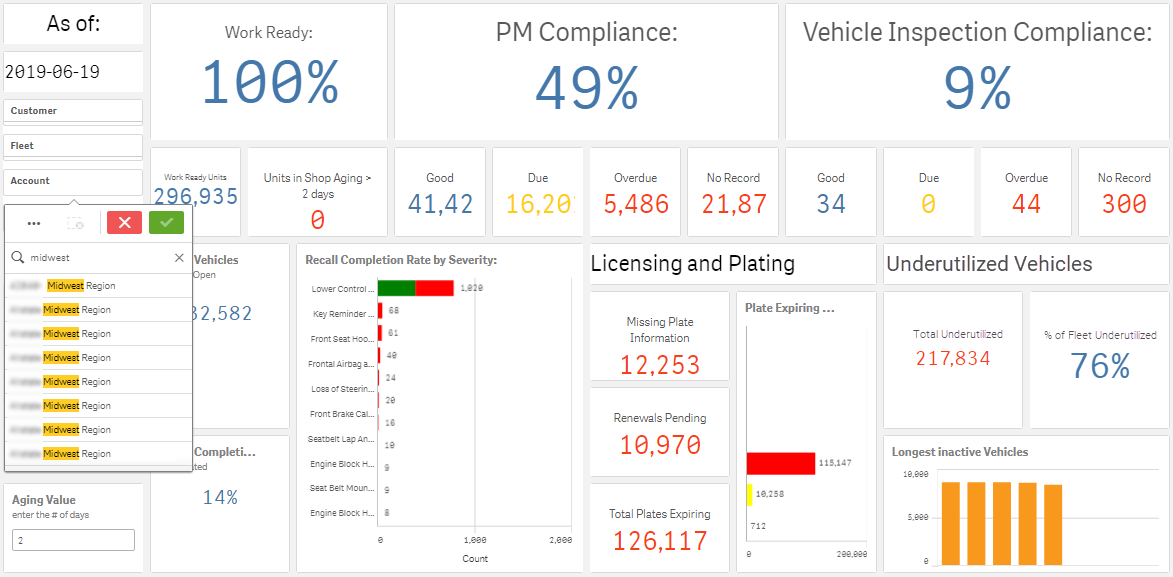 As of:
2019-06-19
Customer
Fleet
Account
Work Ready:
100%
PM Compliance:
49%
Vehicle Inspection Compliance:
9%
Work Ready Units
296,935
Units in Shop Aging >
2 days
0
Good
41,42
Due
16,20
Overdue
5,486
No Record
21,87
Good
34
Due
0
Overdue
44
No Record
300
midwest
Midwest Region
Midwest Region
Midwest Region
Midwest Region
Midwest Region
Midwest Region
Midwest Region
Midwest Region
Vehicles
Open
32,582
Completi...
ted
14%
Aging Value
enter the # of days
2
Recall Completion Rate by Severity:
Lower Control ...
1,020
Key Reminder ...
68
Front Seat Hoo...
61
Frontal Airbag a...
40
Loss of Steerin...
24
Front Brake Cal...
20
Seatbelt Lap An...
16
Engine Block H...
10
Seat Belt Moun...
9
Engine Block H...
9
8
0
1,000
2,000
Count
Licensing and Plating
Missing Plate
Information
12,253
Renewals Pending
10,970
Total Plates Expiring
126,117
Plate Expiring ...
115,147
10,258
712
0
200,000
Underutilized Vehicles
Total Underutilized
217,834
% of Fleet Underutilized
76%
Longest inactive Vehicles
10,000
5,000
0